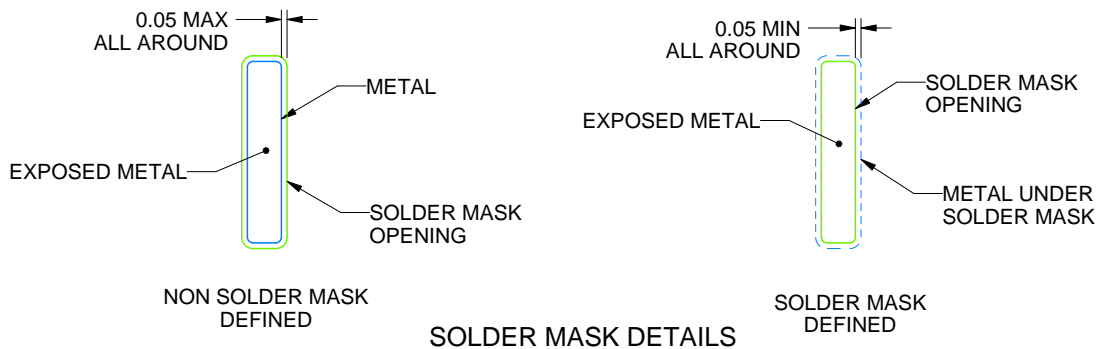 0.05 MAX
ALL AROUND
METAL
EXPOSED METAL
SOLDER MASK
OPENING
NON SOLDER MASK
DEFINED
0.05 MIN
ALL AROUND
SOLDER MASK
OPENING
EXPOSED METAL
METAL UNDER
SOLDER MASK
SOLDER MASK
DEFINED
SOLDER MASK DETAILS